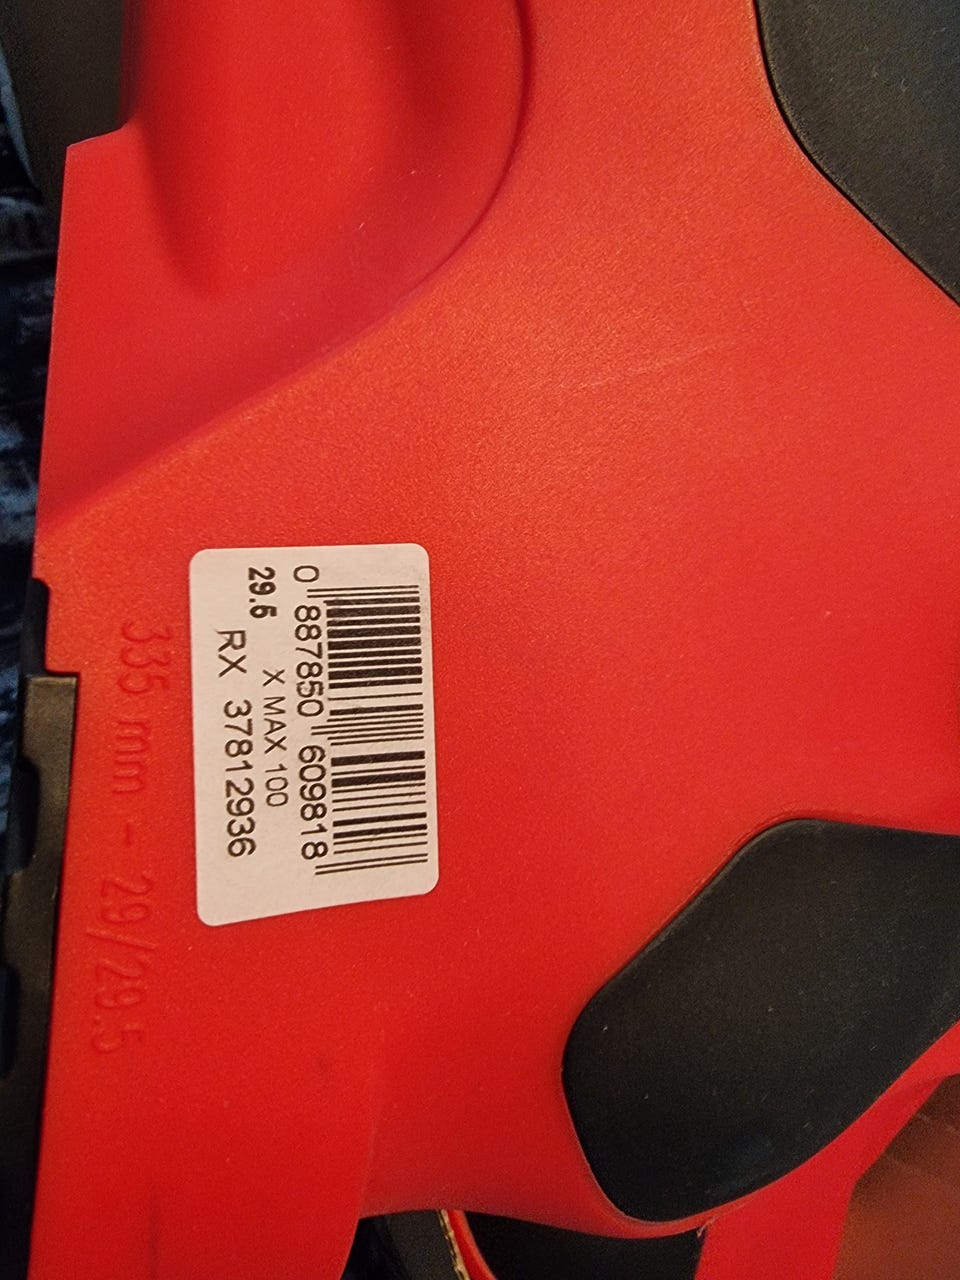 0 887850 609818
29.5 X MAX 100
RX 37812936
335 mm - 29/29.5